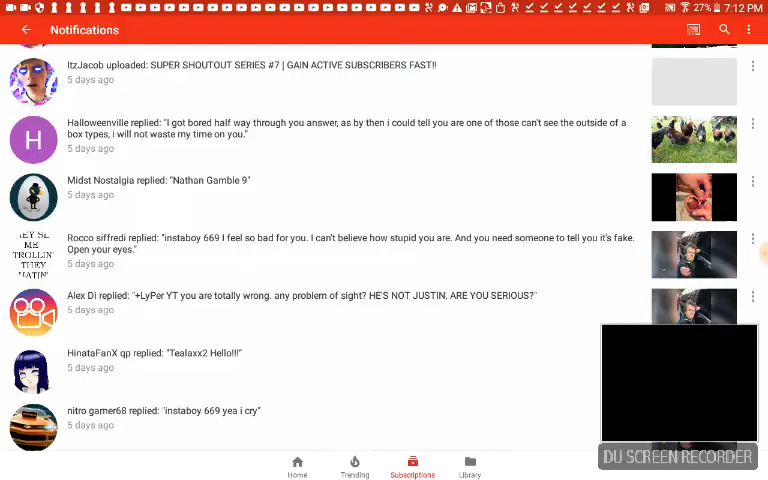 27% 7:12 PM
Notifications
ItzJacob uploaded: SUPER SHOUTOUT SERIES #7 | GAIN ACTIVE SUBSCRIBERS FAST!!
5 days ago
H
Halloweenville replied: "I got bored half way through you answer, as by then i could tell you are one of those can't see the outside of a
box types, i will not waste my time on you."
5 days ago
Midst Nostalgia replied: "Nathan Gamble 9"
5 days ago
ME
TROLLIN'
THEY
Rocco siffredi replied: "instaboy 669 I feel so bad for you. I can't believe how stupid you are. And you need someone to tell you it's fake.
Open your eyes."
5 days ago
Alex Di replied: "+LyPer YT you are totally wrong. any problem of sight? HE'S NOT JUSTIN. ARE YOU SERIOUS?"
5 days ago
HinataFanX qp replied: "Tealaxx2 Hello!!!"
5 days ago
nitro gamer68 replied: "instaboy 669 yea i cry"
5 days ago
Home
Trending
Subscriptions
Library
DU SCREEN RECORDER